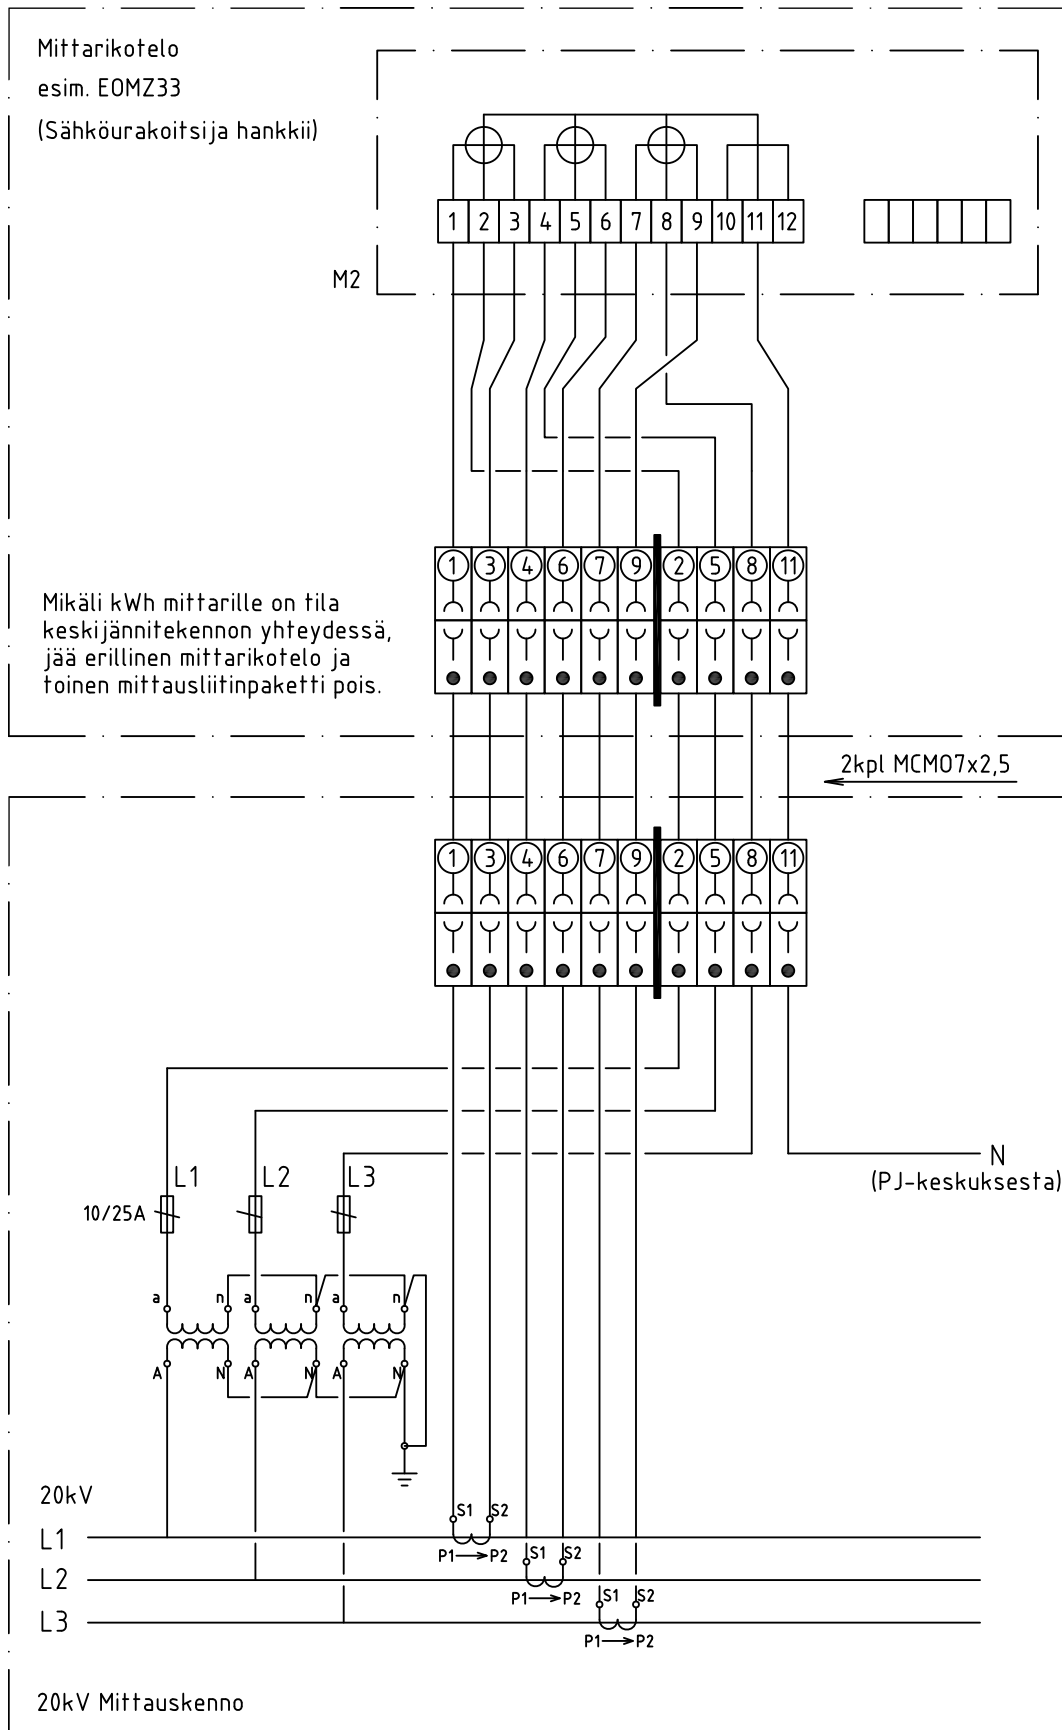 Mittarikotelo
esim. EOMZ33
(Sähköurakoitsija hankkii)
1 2 3 4 5 6 7 8 9 10 11 12
M2
1 3 4 6 7 9 2 5 8 11
Mikäli kWh mittarille on tila
keskijännitekennon yhteydessä,
jää erillinen mittarikotelo ja
toinen mittausliitinpaketti pois.
2kpl MCMO7x2,5
1 3 4 6 7 9 2 5 8 11
N
(PJ-keskuksesta)
L1 L2 L3
10/25A
a n a n a n
A N A N A N
20kV
S1 S2
L1
P1 P2
S1 S2
L2
P1 P2
S1 S2
L3
P1 P2
20kV Mittauskenno